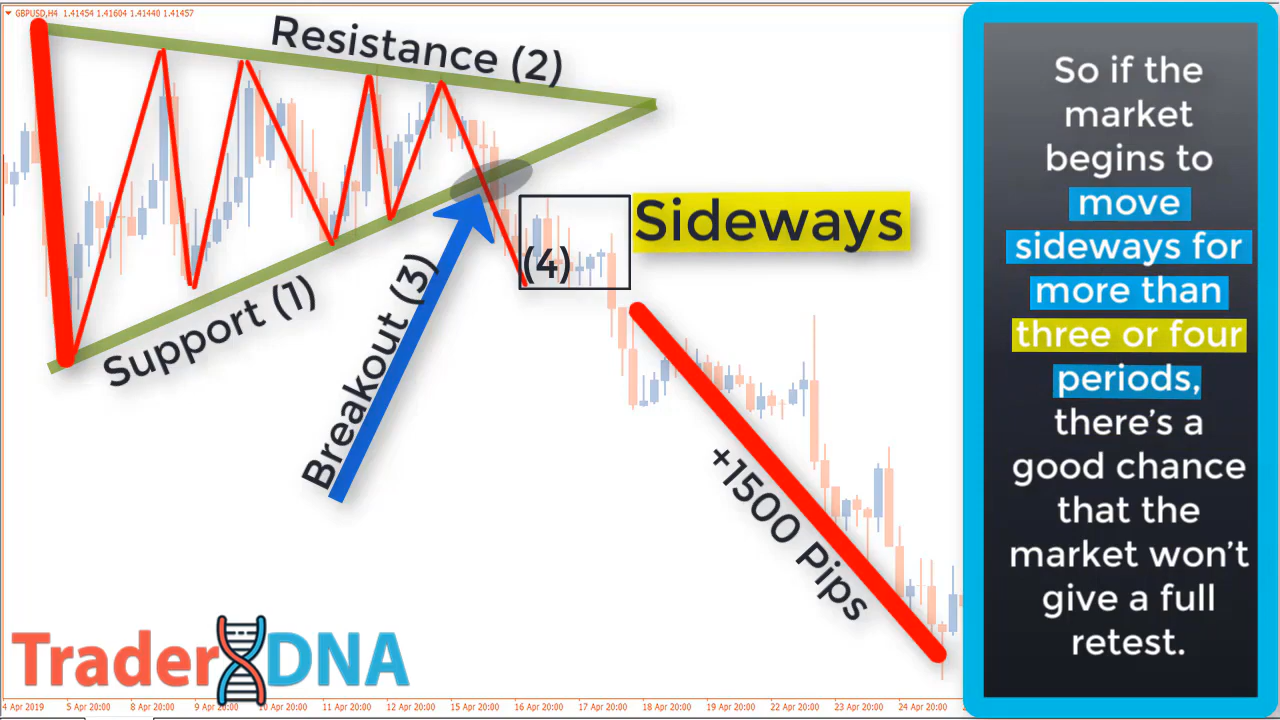 GBPUSD,H4 1.41454 1.41604 1.41440 1.41457
Resistance (2)
Support (1)
Breakout (3)
(4)
Sideways
+1500 Pips
So if the
market
begins to
move
sideways for
more than
three or four
periods,
there’s a
good chance
that the
market won’t
give a full
retest.
TraderDNA
4 Apr 2019 5 Apr 20:00 8 Apr 20:00 9 Apr 20:00 10 Apr 20:00 11 Apr 20:00 12 Apr 20:00 15 Apr 20:00 16 Apr 20:00 17 Apr 20:00 18 Apr 20:00 19 Apr 20:00 22 Apr 20:00 23 Apr 20:00 24 Apr 20:00